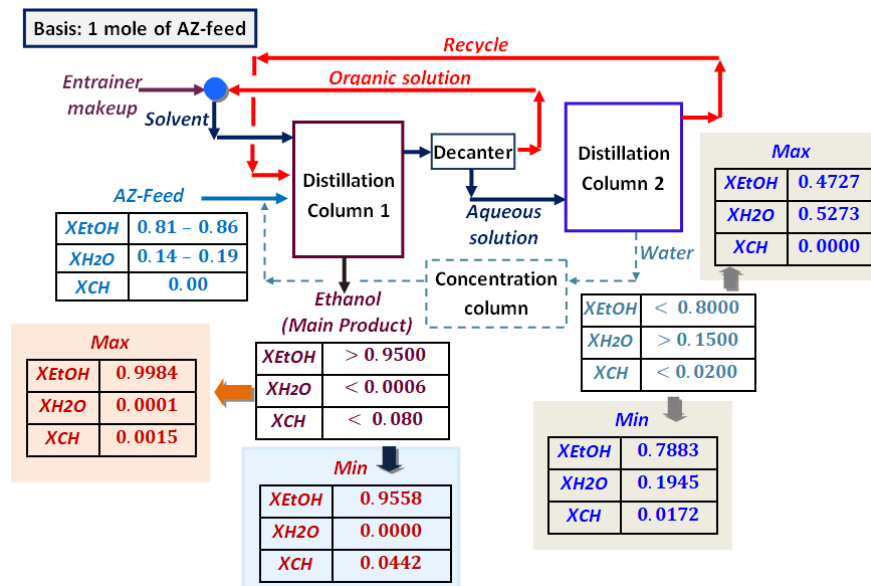 Basis: 1 mole of AZ-feed
Recycle
Organic solution
Entrainer
makeup
Solvent
Distillation
Column 1
Decanter
Distillation
Column 2
AZ-Feed
XEtOH 0.81 – 0.86
XH2O 0.14 – 0.19
XCH 0.00
Aqueous
solution
Water
Concentration
column
Ethanol
(Main Product)
Max
XEtOH 0.4727
XH2O 0.5273
XCH 0.0000
XEtOH < 0.8000
XH2O > 0.1500
XCH < 0.0200
Max
XEtOH 0.9984
XH2O 0.0001
XCH 0.0015
XEtOH > 0.9500
XH2O < 0.0006
XCH < 0.080
Min
XEtOH 0.9558
XH2O 0.0000
XCH 0.0442
Min
XEtOH 0.7883
XH2O 0.1945
XCH 0.0172